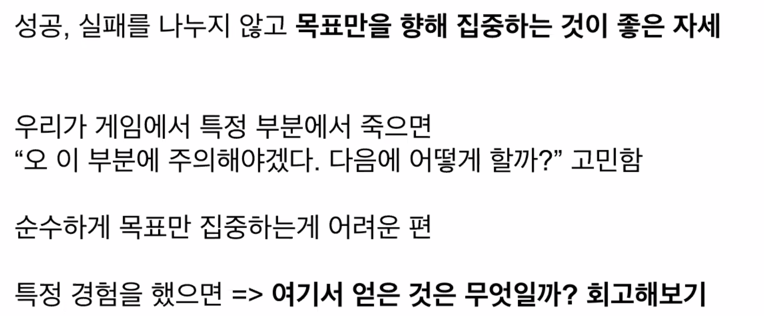 성공, 실패를 나누지 않고 목표만을 향해 집중하는 것이 좋은 자세
우리가 게임에서 특정 부분에서 죽으면
“오 이 부분에 주의해야겠다. 다음에 어떻게 할까?” 고민함
순수하게 목표만 집중하는게 어려운 편
특정 경험을 했으면 => 여기서 얻은 것은 무엇일까? 회고해보기